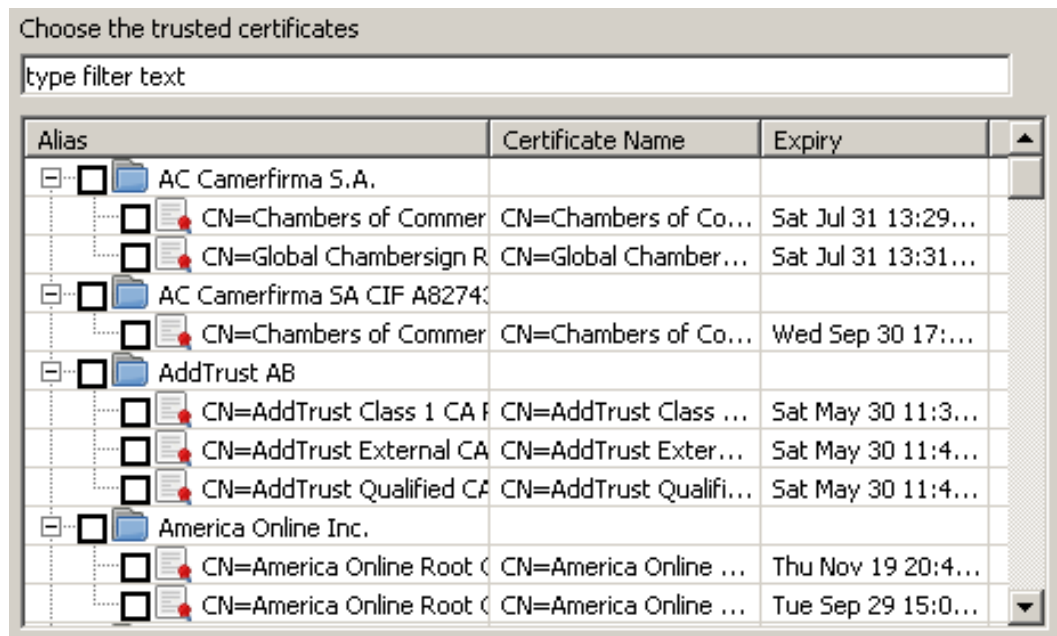 Choose the trusted certificates
type filter text
Alias Certificate Name Expiry
AC Camerfirma S.A.
CN=Chambers of Commer CN=Chambers of Co... Sat Jul 31 13:29...
CN=Global Chambersign R CN=Global Chamber... Sat Jul 31 13:31...
AC Camerfirma SA CIF A82743
CN=Chambers of Commer CN=Chambers of Co... Wed Sep 30 17:...
AddTrust AB
CN=AddTrust Class 1 CA CN=AddTrust Class ... Sat May 30 11:3...
CN=AddTrust External CA CN=AddTrust Exter... Sat May 30 11:4...
CN=AddTrust Qualified CA CN=AddTrust Qualifi... Sat May 30 11:4...
America Online Inc.
CN=America Online Root CN=America Online ... Thu Nov 19 20:4...
CN=America Online Root CN=America Online ... Tue Sep 29 15:0...